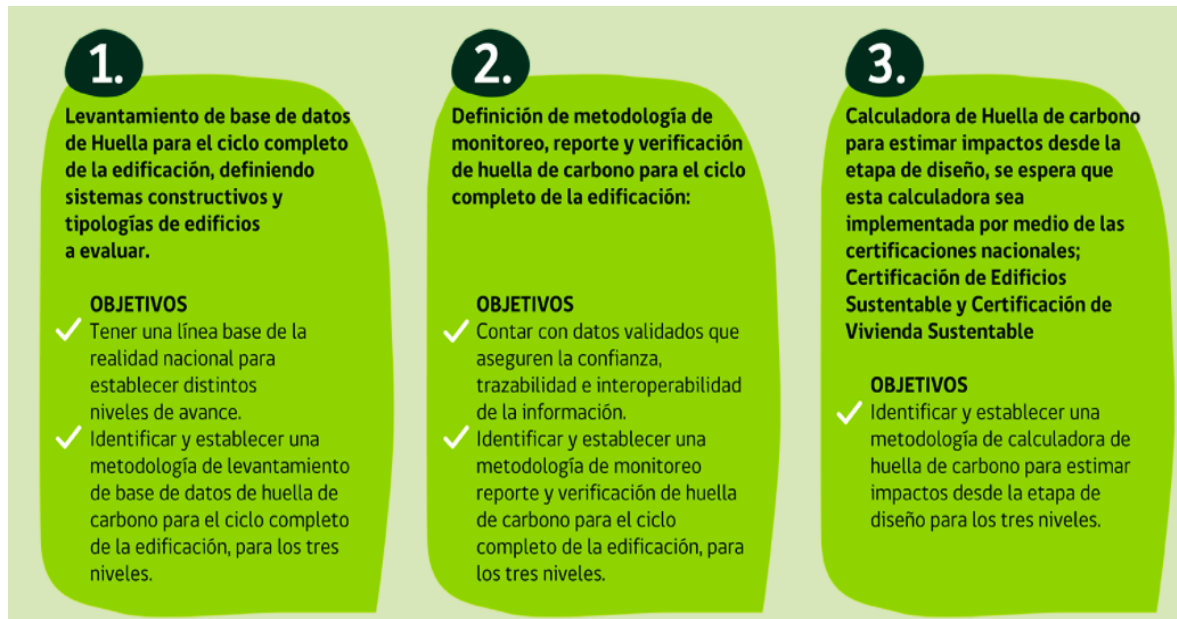 1.
Levantamiento de base de datos
de Huella para el ciclo completo
de la edificación, definiendo
sistemas constructivos y
tipologías de edificios
a evaluar.
OBJETIVOS
Tener una línea base de la
realidad nacional para
establecer distintos
niveles de avance.
Identificar y establecer una
metodología de levantamiento
de base de datos de huella de
carbono para el ciclo completo
de la edificación, para los tres
niveles.
2.
Definición de metodología de
monitoreo, reporte y verificación
de huella de carbono para el ciclo
completo de la edificación:
OBJETIVOS
Contar con datos validados que
aseguren la confianza,
trazabilidad e interoperabilidad
de la información.
Identificar y establecer una
metodología de monitoreo
reporte y verificación de huella
de carbono para el ciclo
completo de la edificación, para
los tres niveles.
3.
Calculadora de Huella de carbono
para estimar impactos desde la
etapa de diseño, se espera que
esta calculadora sea
implementada por medio de las
certificaciones nacionales;
Certificación de Edificios
Sustentable y Certificación de
Vivienda Sustentable
OBJETIVOS
Identificar y establecer una
metodología de calculadora de
huella de carbono para estimar
impactos desde la etapa de
diseño para los tres niveles.